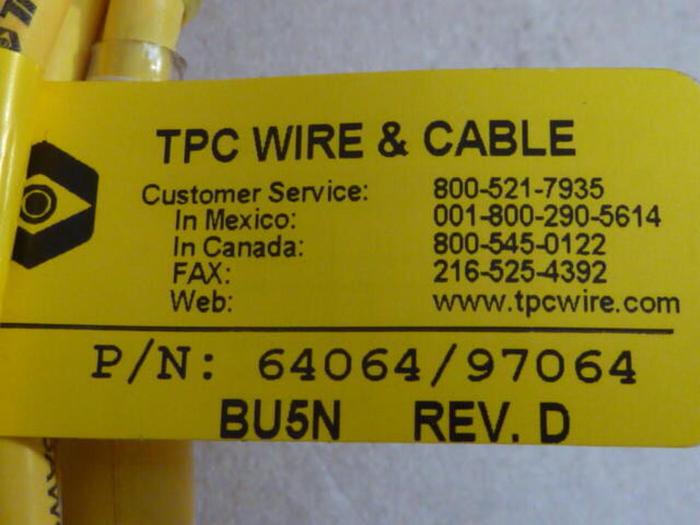 TPC WIRE & CABLE
Customer Service: 800-521-7935
In Mexico: 001-800-290-5614
In Canada: 800-545-0122
FAX: 216-525-4392
Web: www.tpcwire.com
P/N: 64064/97064
BU5N REV. D